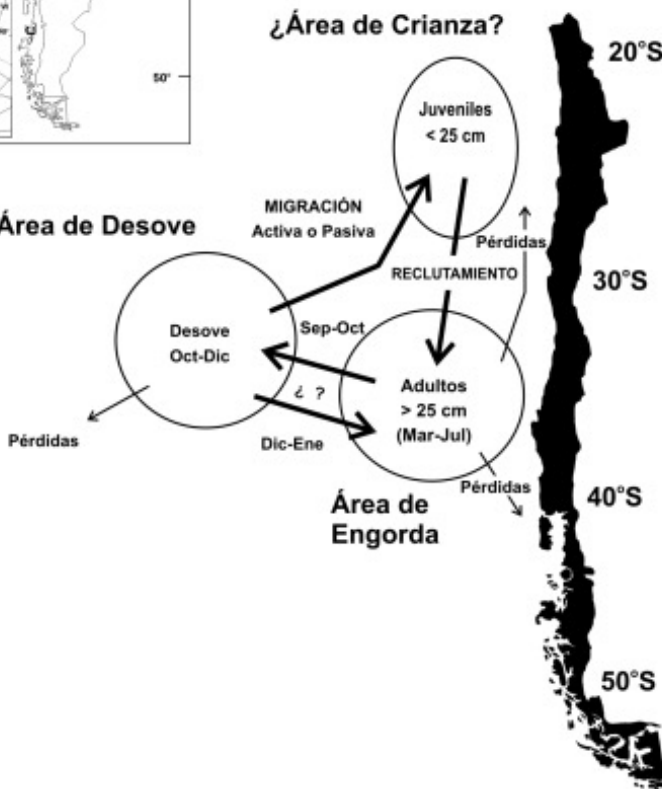 50°
¿Área de Crianza?
20°S
Juveniles
< 25 cm
MIGRACIÓN
Activa o Pasiva
Área de Desove
Pérdidas
RECLUTAMIENTO
30°S
Desove
Oct-Dic
Sep-Oct
¿ ?
Adultos
> 25 cm
(Mar-Jul)
Pérdidas
Dic-Ene
Pérdidas
Área de
Engorda
40°S
50°S